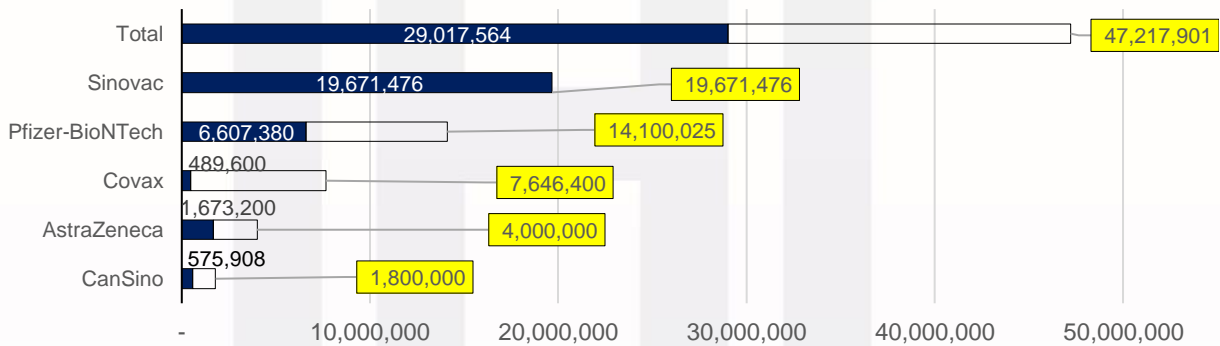 Total 29,017,564 47,217,901
Sinovac 19,671,476 19,671,476
Pfizer-BioNTech 6,607,380 14,100,025
Covax 489,600 7,646,400
AstraZeneca 1,673,200 4,000,000
CanSino 575,908 1,800,000
- 10,000,000 20,000,000 30,000,000 40,000,000 50,000,000